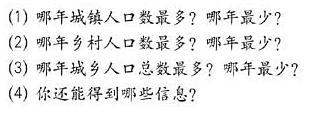 (1) 哪年城镇人口数最多？哪年最少？
(2) 哪年乡村人口数最多？哪年最少？
(3) 哪年城乡人口总数最多？哪年最少？
(4) 你还能得到哪些信息？